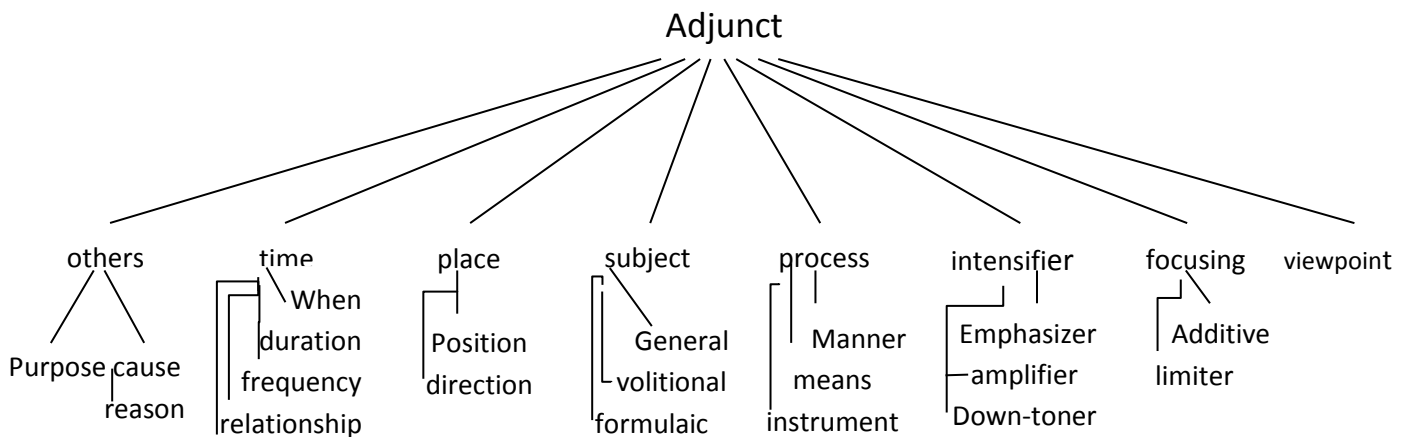 Adjunct
others time place subject process intensifier focusing viewpoint
When
duration Position General Manner Emphasizer Additive
Purpose cause frequency direction volitional means amplifier limiter
reason relationship formulaic instrument Down-toner